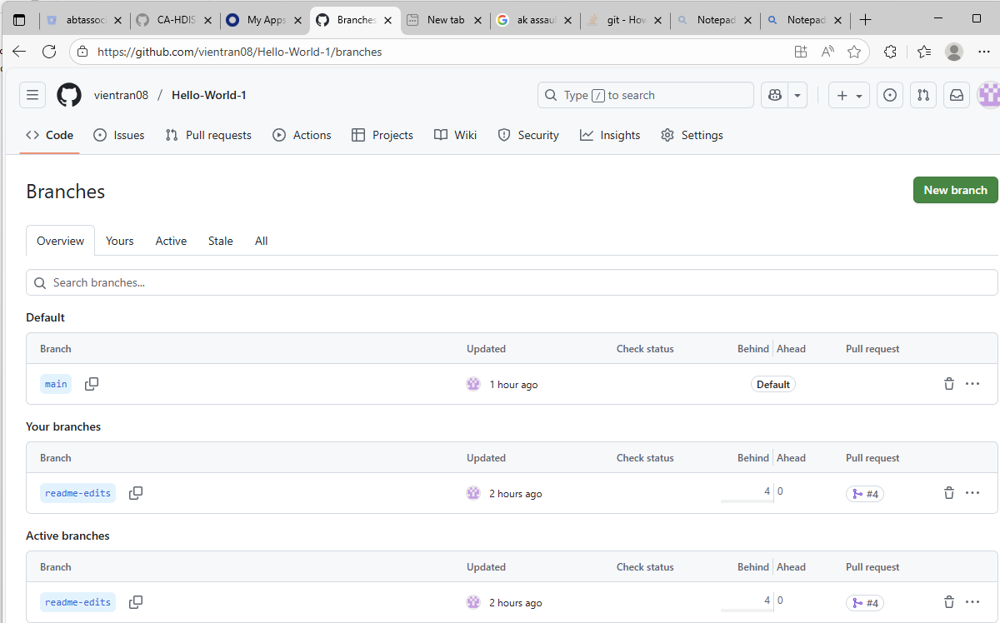 abtassoc
CA-HDIS
My Apps
Branches
New tab
ak assaul
git - How
Notepad
Notepad
https://github.com/vientran08/Hello-World-1/branches
vientran08 / Hello-World-1
Type / to search
Code Issues Pull requests Actions Projects Wiki Security Insights Settings
Branches
New branch
Overview Yours Active Stale All
Search branches...
Default
Branch Updated Check status Behind Ahead Pull request
main 1 hour ago Default
Your branches
Branch Updated Check status Behind Ahead Pull request
readme-edits 2 hours ago 4 0 #4
Active branches
Branch Updated Check status Behind Ahead Pull request
readme-edits 2 hours ago 4 0 #4